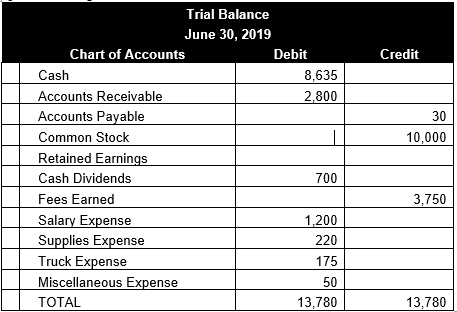 Trial Balance
June 30, 2019
Chart of Accounts Debit Credit
Cash 8,635
Accounts Receivable 2,800
Accounts Payable 30
Common Stock 10,000
Retained Earnings
Cash Dividends 700
Fees Earned 3,750
Salary Expense 1,200
Supplies Expense 220
Truck Expense 175
Miscellaneous Expense 50
TOTAL 13,780 13,780